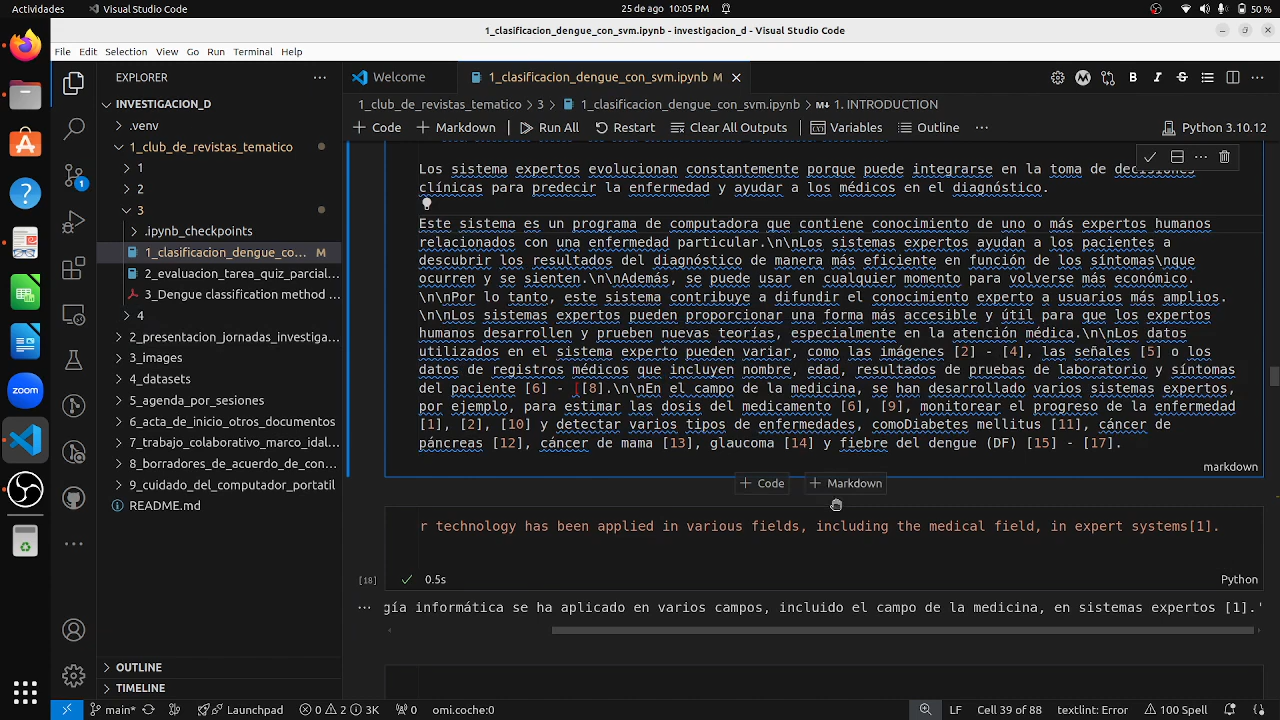 Actividades
Visual Studio Code
25 de ago 10:05 PM
50 %
1_clasificacion_dengue_con_svm.ipynb - investigacion_d - Visual Studio Code
File Edit Selection View Go Run Terminal Help
EXPLORER
Welcome
1_clasificacion_dengue_con_svm.ipynb M
INVESTIGACION_D
1_club_de_revistas_tematico > 3 > 1_clasificacion_dengue_con_svm.ipynb > 1. INTRODUCTION
+ Code + Markdown Run All Restart Clear All Outputs Variables Outline ... Python 3.10.12
.venv
1_club_de_revistas_tematico
1
2
3
.ipynb_checkpoints
1_clasificacion_dengue_co... M
2_evaluacion_tarea_quiz_parcial...
3_Dengue classification method ...
4
2_presentacion_jornadas_investiga...
3_images
4_datasets
5_agenda_por_sesiones
6_acta_de_inicio_otros_documentos
7_trabajo_colaborativo_marco_idal...
8_borradores_de_acuerdo_de_con...
9_cuidado_del_computador_portatil
README.md
OUTLINE
TIMELINE
Los sistema expertos evolucionan constantemente porque puede integrarse en la toma de decisiones
clínicas para predecir la enfermedad y ayudar a los médicos en el diagnóstico.
Este sistema es un programa de computadora que contiene conocimiento de uno o más expertos humanos
relacionados con una enfermedad particular.\n\nLos sistemas expertos ayudan a los pacientes a
descubrir los resultados del diagnóstico de manera más eficiente en función de los síntomas\nque
ocurren y se sienten.\n\nAdemás, se puede usar en cualquier momento para volverse más económico.
\n\nPor lo tanto, este sistema contribuye a difundir el conocimiento experto a usuarios más amplios.
\n\nLos sistemas expertos pueden proporcionar una forma más accesible y útil para que los expertos
humanos desarrollen y prueben nuevas teorías, especialmente en la atención médica.\n\nLos datos
utilizados en el sistema experto pueden variar, como las imágenes [2] - [4], las señales [5] o los
datos de registros médicos que incluyen nombre, edad, resultados de pruebas de laboratorio y síntomas
del paciente [6] - [[8].\n\nEn el campo de la medicina, se han desarrollado varios sistemas expertos,
por ejemplo, para estimar las dosis del medicamento [6], [9], monitorear el progreso de la enfermedad
[1], [2], [10] y detectar varios tipos de enfermedades, comoDiabetes mellitus [11], cáncer de
páncreas [12], cáncer de mama [13], glaucoma [14] y fiebre del dengue (DF) [15] - [17].
markdown
+ Code + Markdown
r technology has been applied in various fields, including the medical field, in expert systems[1].
[18] 0.5s Python
gía informática se ha aplicado en varios campos, incluido el campo de la medicina, en sistemas expertos [1].'
main* Launchpad 0 2 3K 0 omi.coche:0 LF Cell 39 of 88 textlint: Error 100 Spell
zoom
1